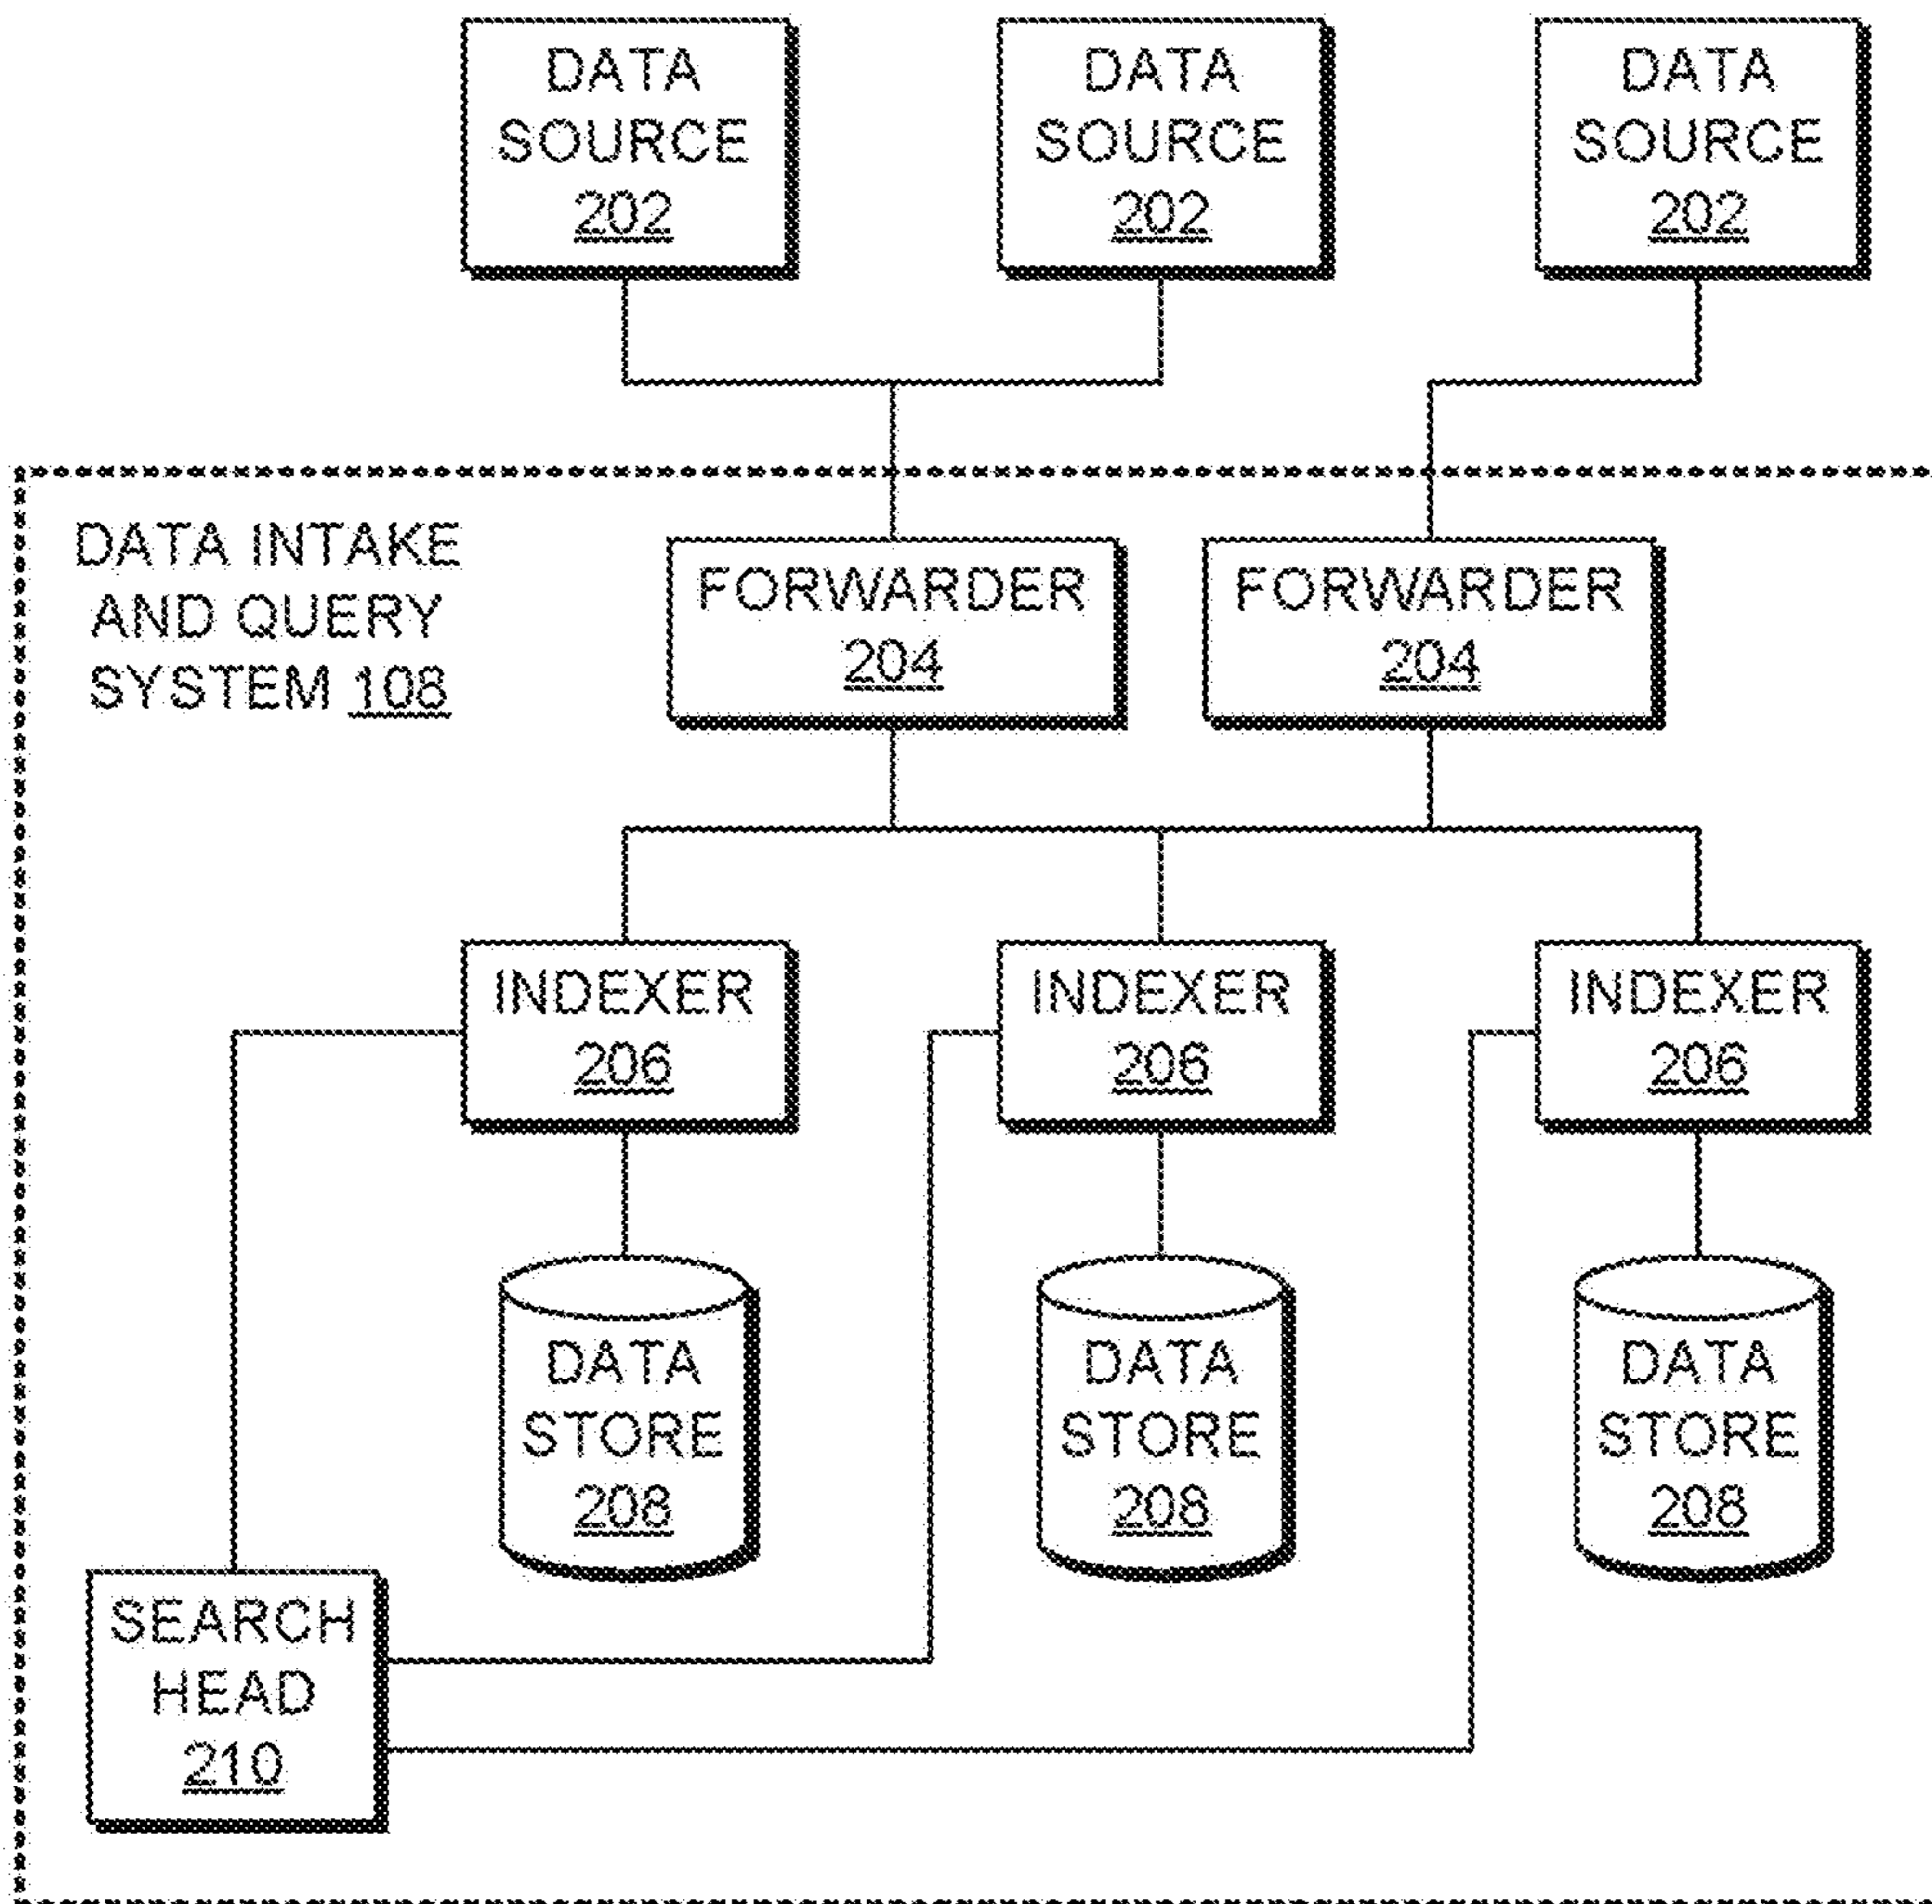 DATA
SOURCE
202
DATA
SOURCE
202
DATA
SOURCE
202
DATA INTAKE
AND QUERY
SYSTEM 108
FORWARDER
204
FORWARDER
204
INDEXER
206
INDEXER
206
INDEXER
206
DATA
STORE
208
DATA
STORE
208
DATA
STORE
208
SEARCH
HEAD
210